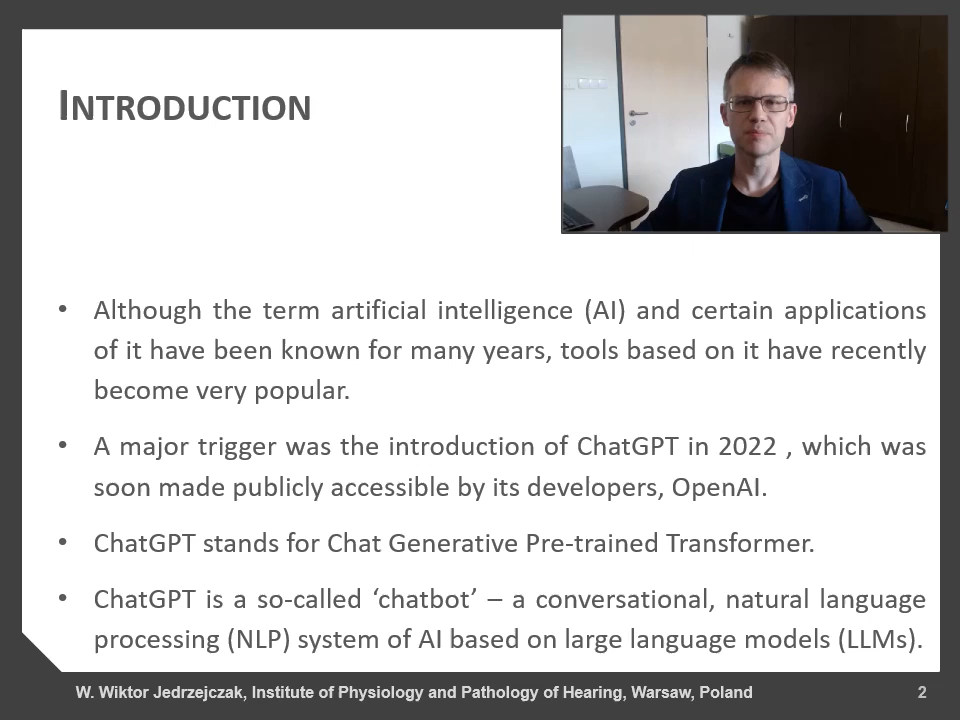 INTRODUCTION
• Although the term artificial intelligence (AI) and certain applications
of it have been known for many years, tools based on it have recently
become very popular.
• A major trigger was the introduction of ChatGPT in 2022 , which was
soon made publicly accessible by its developers, OpenAI.
• ChatGPT stands for Chat Generative Pre-trained Transformer.
• ChatGPT is a so-called ‘chatbot’ – a conversational, natural language
processing (NLP) system of AI based on large language models (LLMs).
W. Wiktor Jedrzejczak, Institute of Physiology and Pathology of Hearing, Warsaw, Poland
2